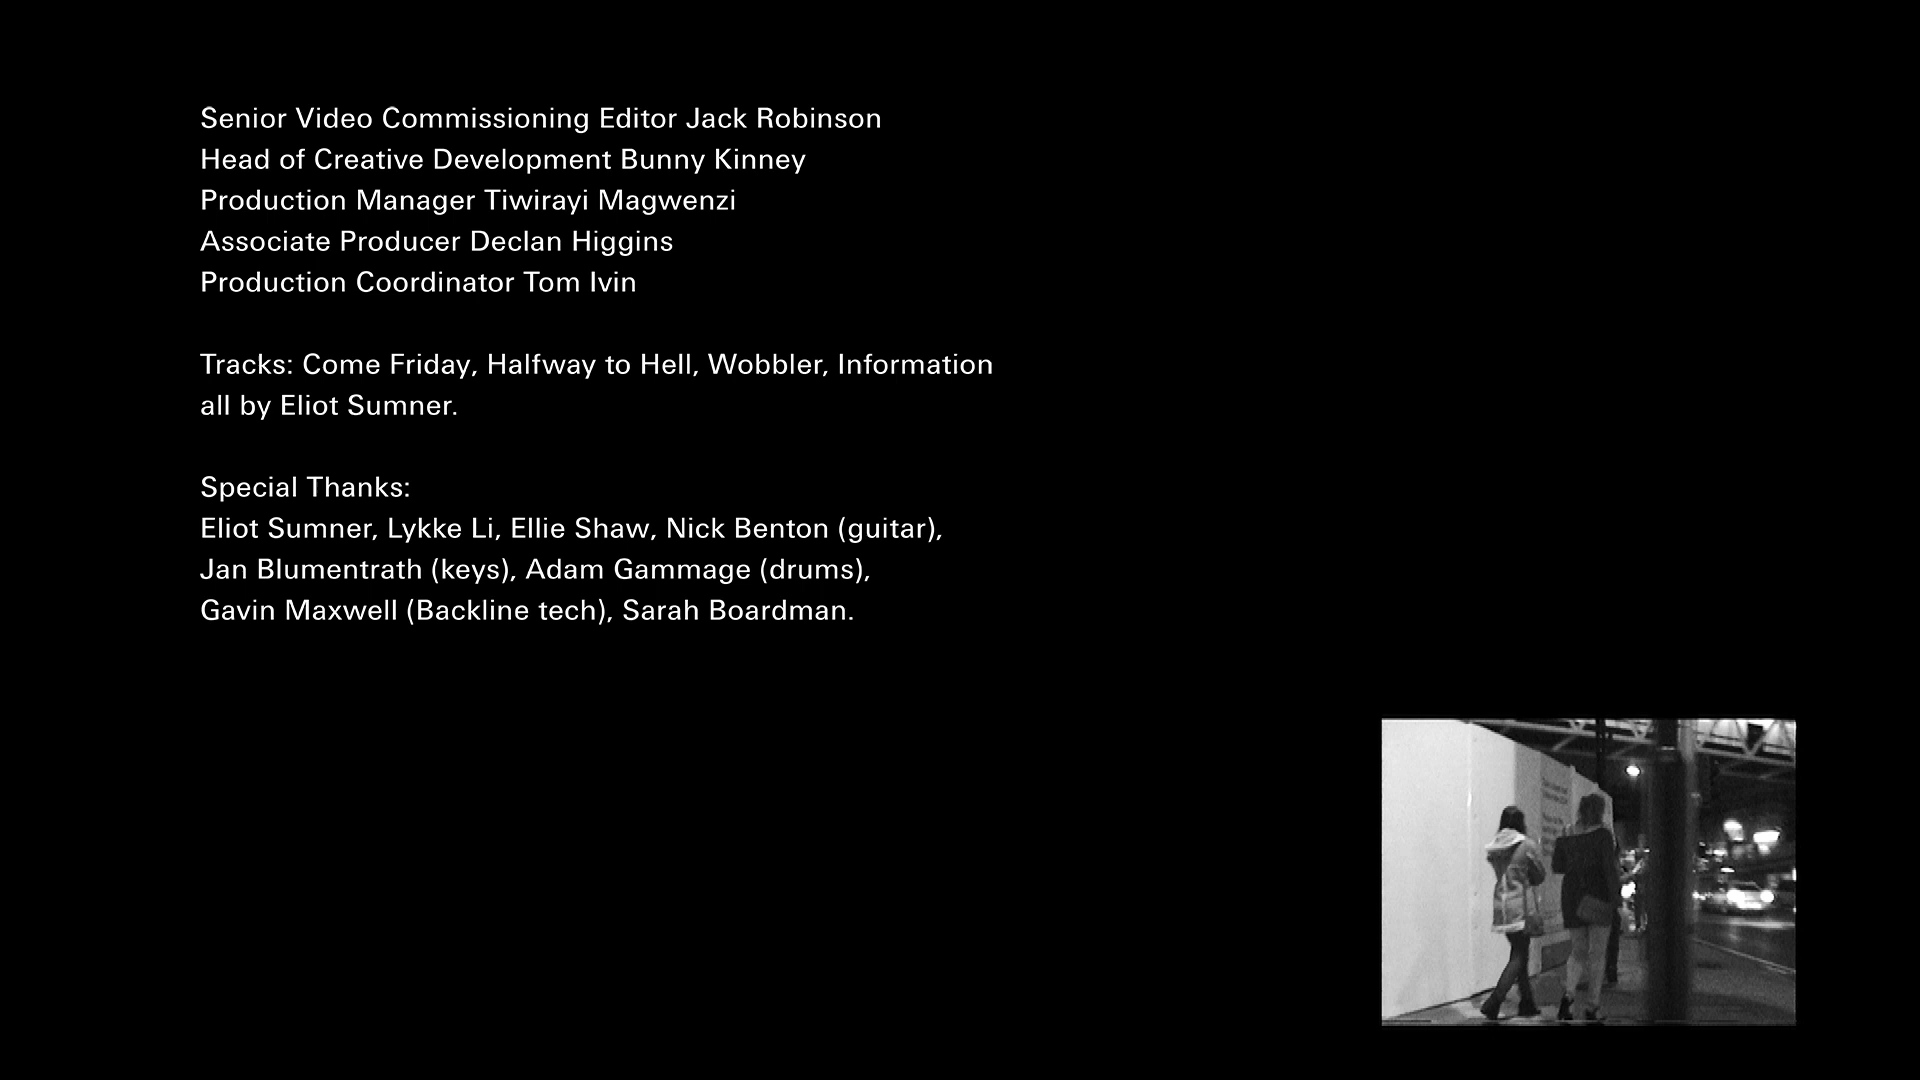 Senior Video Commissioning Editor Jack Robinson
Head of Creative Development Bunny Kinney
Production Manager Tiwirayi Magwenzi
Associate Producer Declan Higgins
Production Coordinator Tom Ivin
Tracks: Come Friday, Halfway to Hell, Wobbler, Information
all by Eliot Sumner.
Special Thanks:
Eliot Sumner, Lykke Li, Ellie Shaw, Nick Benton (guitar),
Jan Blumentrath (keys), Adam Gammage (drums),
Gavin Maxwell (Backline tech), Sarah Boardman.